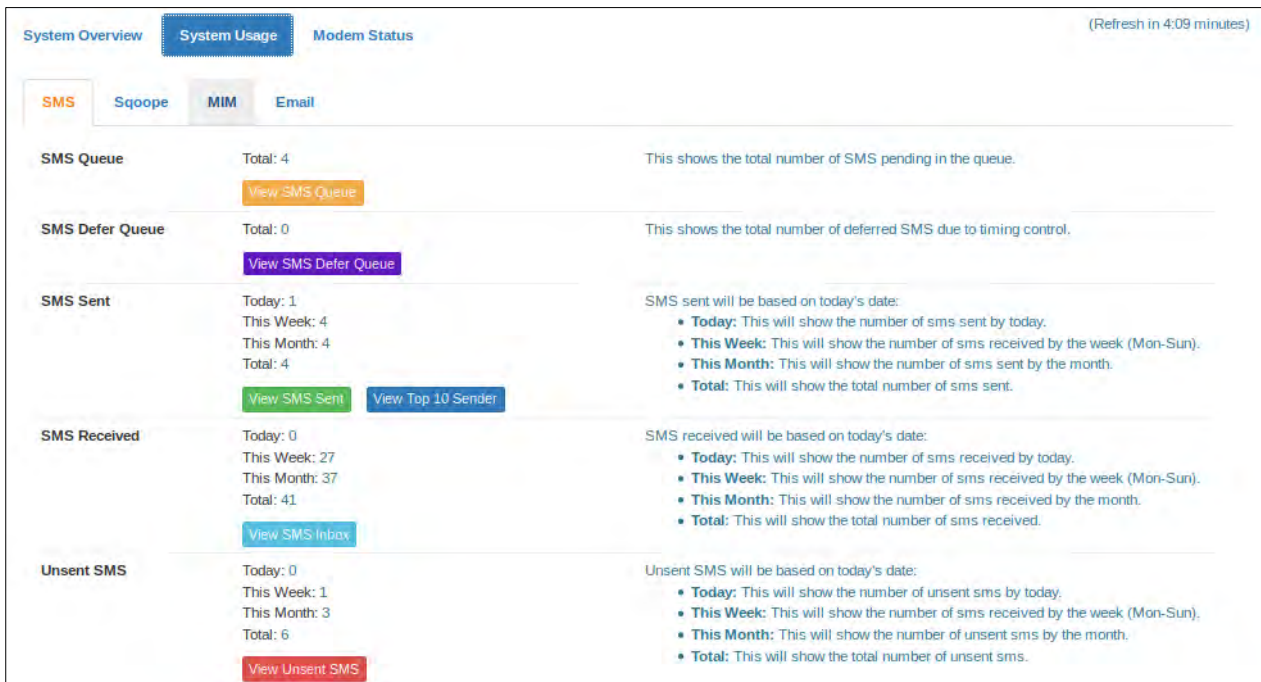 (Refresh in 4:09 minutes)
System Overview System Usage Modem Status
SMS Sqoope MIM Email
SMS Queue Total: 4 This shows the total number of SMS pending in the queue.
View SMS Queue
SMS Defer Queue Total: 0 This shows the total number of deferred SMS due to timing control.
View SMS Defer Queue
SMS Sent Today: 1 SMS sent will be based on today's date:
This Week: 4 • Today: This will show the number of sms sent by today.
This Month: 4 • This Week: This will show the number of sms received by the week (Mon-Sun).
Total: 4 • This Month: This will show the number of sms sent by the month.
• Total: This will show the total number of sms sent.
View SMS Sent View Top 10 Sender
SMS Received Today: 0 SMS received will be based on today's date:
This Week: 27 • Today: This will show the number of sms received by today.
This Month: 37 • This Week: This will show the number of sms received by the week (Mon-Sun).
Total: 41 • This Month: This will show the number of sms received by the month.
• Total: This will show the total number of sms received.
View SMS Inbox
Unsent SMS Today: 0 Unsent SMS will be based on today's date:
This Week: 1 • Today: This will show the number of unsent sms by today.
This Month: 3 • This Week: This will show the number of sms received by the week (Mon-Sun).
Total: 6 • This Month: This will show the number of unsent sms by the month.
• Total: This will show the total number of unsent sms.
View Unsent SMS